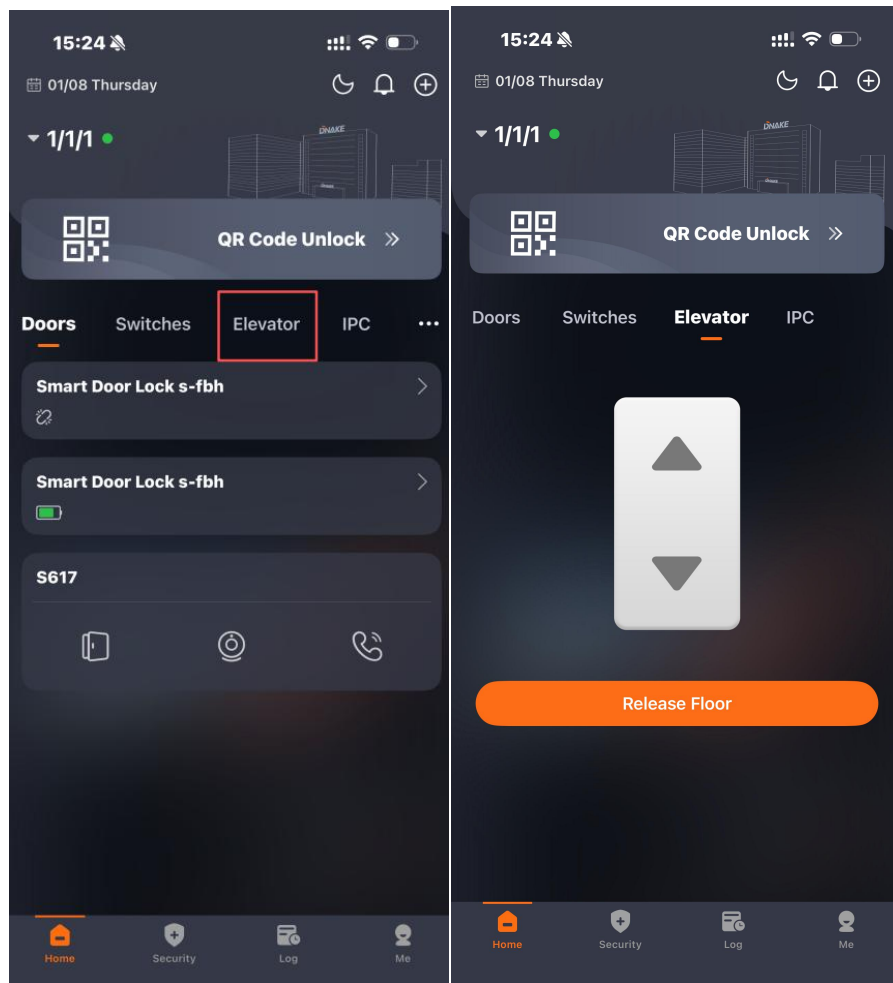 15:24
01/08 Thursday
1/1/1
DNAKE
QR Code Unlock
Doors Switches Elevator IPC
Smart Door Lock s-fbh
Smart Door Lock s-fbh
S617
Home Security Log Me
15:24
01/08 Thursday
1/1/1
DNAKE
QR Code Unlock
Doors Switches Elevator IPC
Release Floor
Home Security Log Me